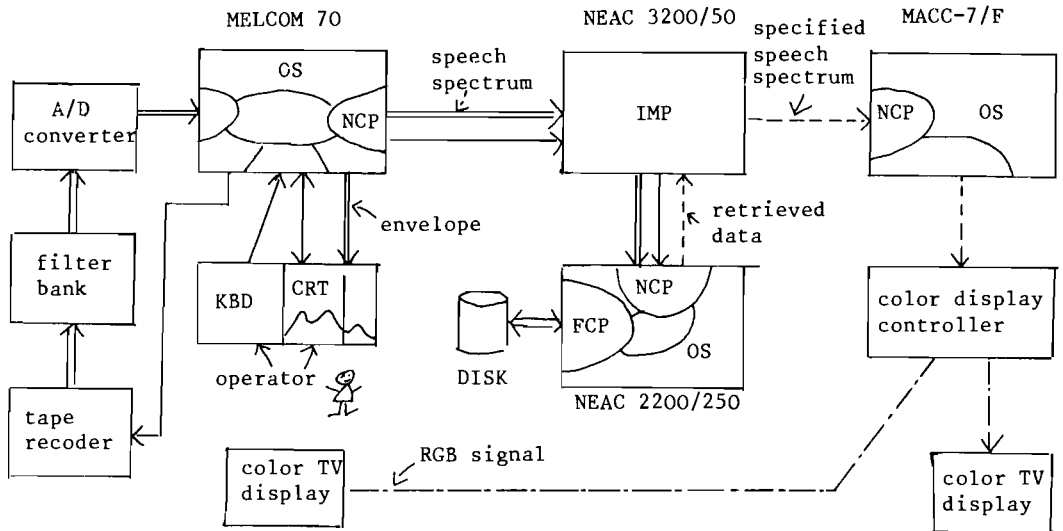 MELCOM 70
NEAC 3200/50
MACC-7/F
A/D
converter
OS
NCP
speech
spectrum
IMP
specified
speech
spectrum
NCP
OS
envelope
retrieved
data
filter
bank
KBD
CRT
operator
DISK
NCP
FCP
OS
NEAC 2200/250
color display
controller
tape
recoder
color TV
display
RGB signal
color TV
display